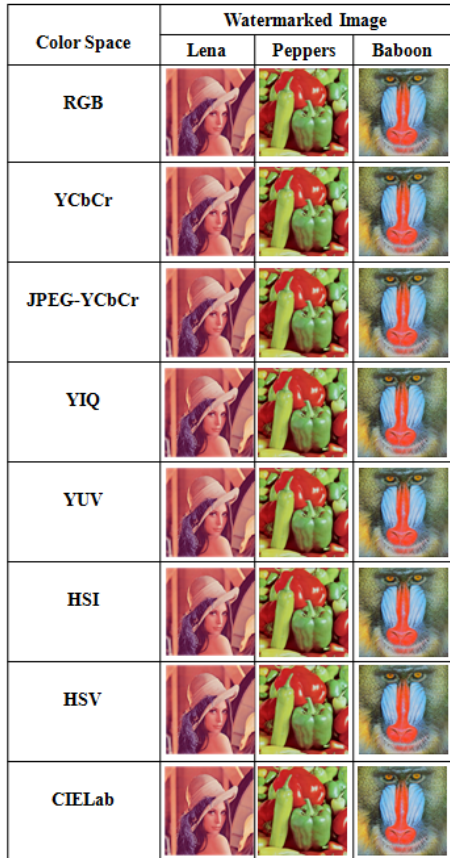 Color Space
Watermarked Image
Lena
Peppers
Baboon
RGB
YCbCr
JPEG-YCbCr
YIQ
YUV
HSI
HSV
CIELab